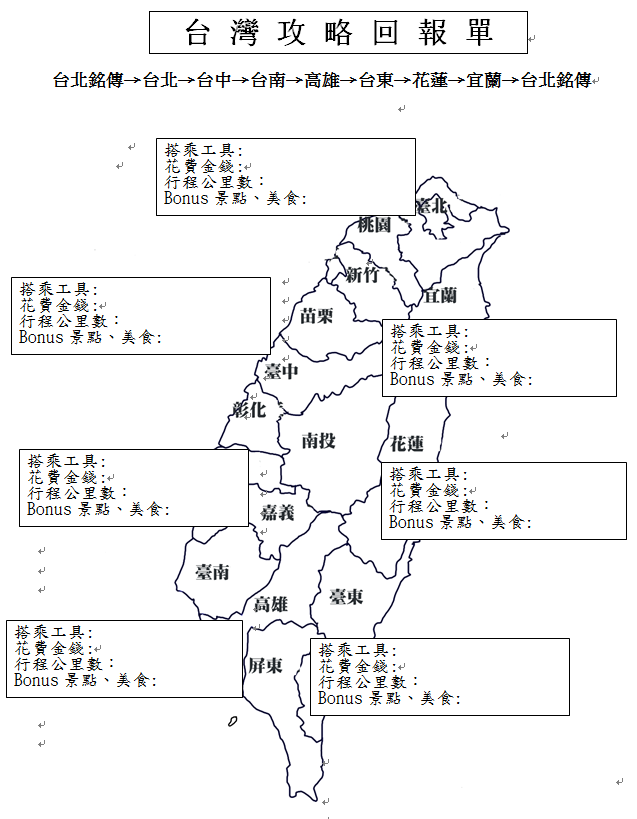 台灣攻略回報單
台北銘傳→台北→台中→台南→高雄→台東→花蓮→宜蘭→台北銘傳
搭乘工具:
花費金錢:
行程公里數：
Bonus 景點、美食:
臺北
桃園
新竹
宜蘭
苗栗
搭乘工具:
花費金錢:
行程公里數：
Bonus 景點、美食:
搭乘工具:
花費金錢:
行程公里數：
Bonus 景點、美食:
臺中
彰化
南投
花蓮
搭乘工具:
花費金錢:
行程公里數：
Bonus 景點、美食:
搭乘工具:
花費金錢:
行程公里數：
Bonus 景點、美食:
嘉義
臺南
高雄
臺東
搭乘工具:
花費金錢:
行程公里數：
Bonus 景點、美食:
屏東
搭乘工具:
花費金錢:
行程公里數：
Bonus 景點、美食: